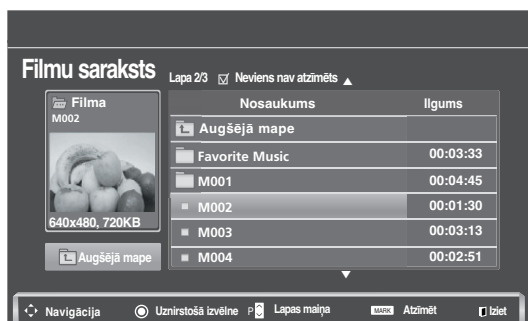 Filmu saraksts
Lapa 2/3 Neviens nav atzīmēts
Filma
M002
640x480, 720KB
Augšējā mape
Nosaukums Ilgums
Augšējā mape
Favorite Music 00:03:33
M001 00:04:45
M002 00:01:30
M003 00:03:13
M004 00:02:51
Navigācija Uznirstošā izvēlne P Lapas maiņa MARK Atzīmēt Iziet